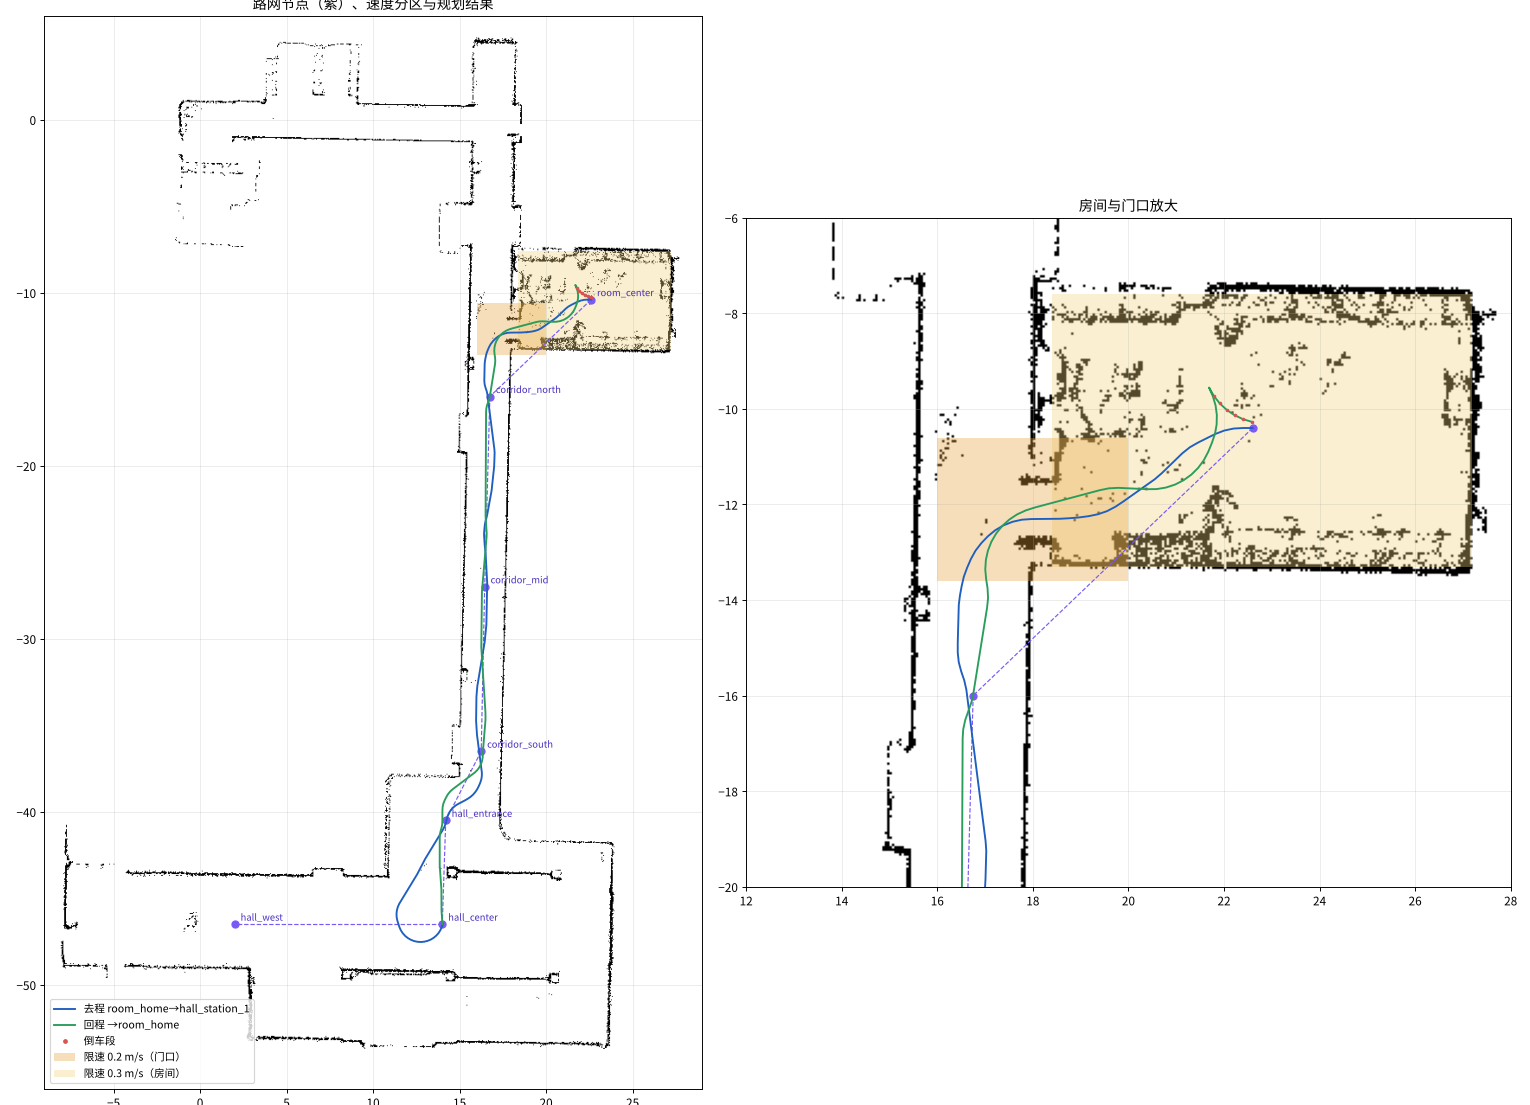 路网节点（紫）、速度分区与规划结果
0
−10
−20
−30
−40
−50
−5
0
5
10
15
20
25
room_center
corridor_north
corridor_mid
corridor_south
hall_entrance
hall_west
hall_center
去程 room_home→hall_station_1
回程 →room_home
倒车段
限速 0.2 m/s（门口）
限速 0.3 m/s（房间）
房间与门口放大
−6
−8
−10
−12
−14
−16
−18
−20
12
14
16
18
20
22
24
26
28